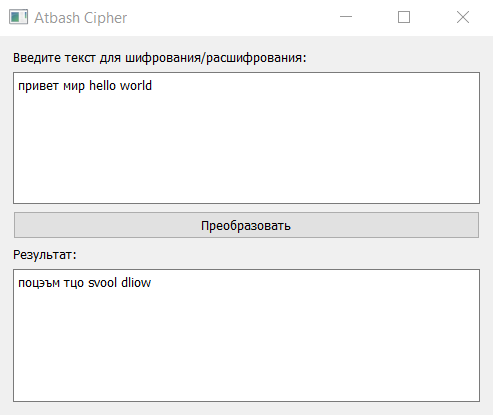 Atbash Cipher
Введите текст для шифрования/расшифрования:
привет мир hello world
Преобразовать
Результат:
поцэъм тцо svool dliow